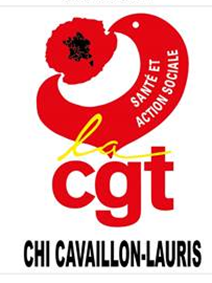 SANTÉ ET
ACTION SOCIALE
la
cgt
CHI CAVAILLON-LAURIS